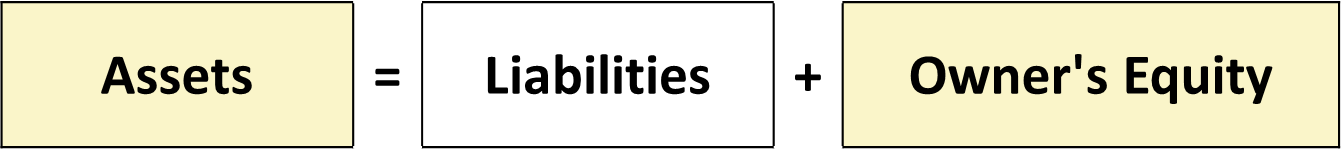 Assets = Liabilities + Owner's Equity